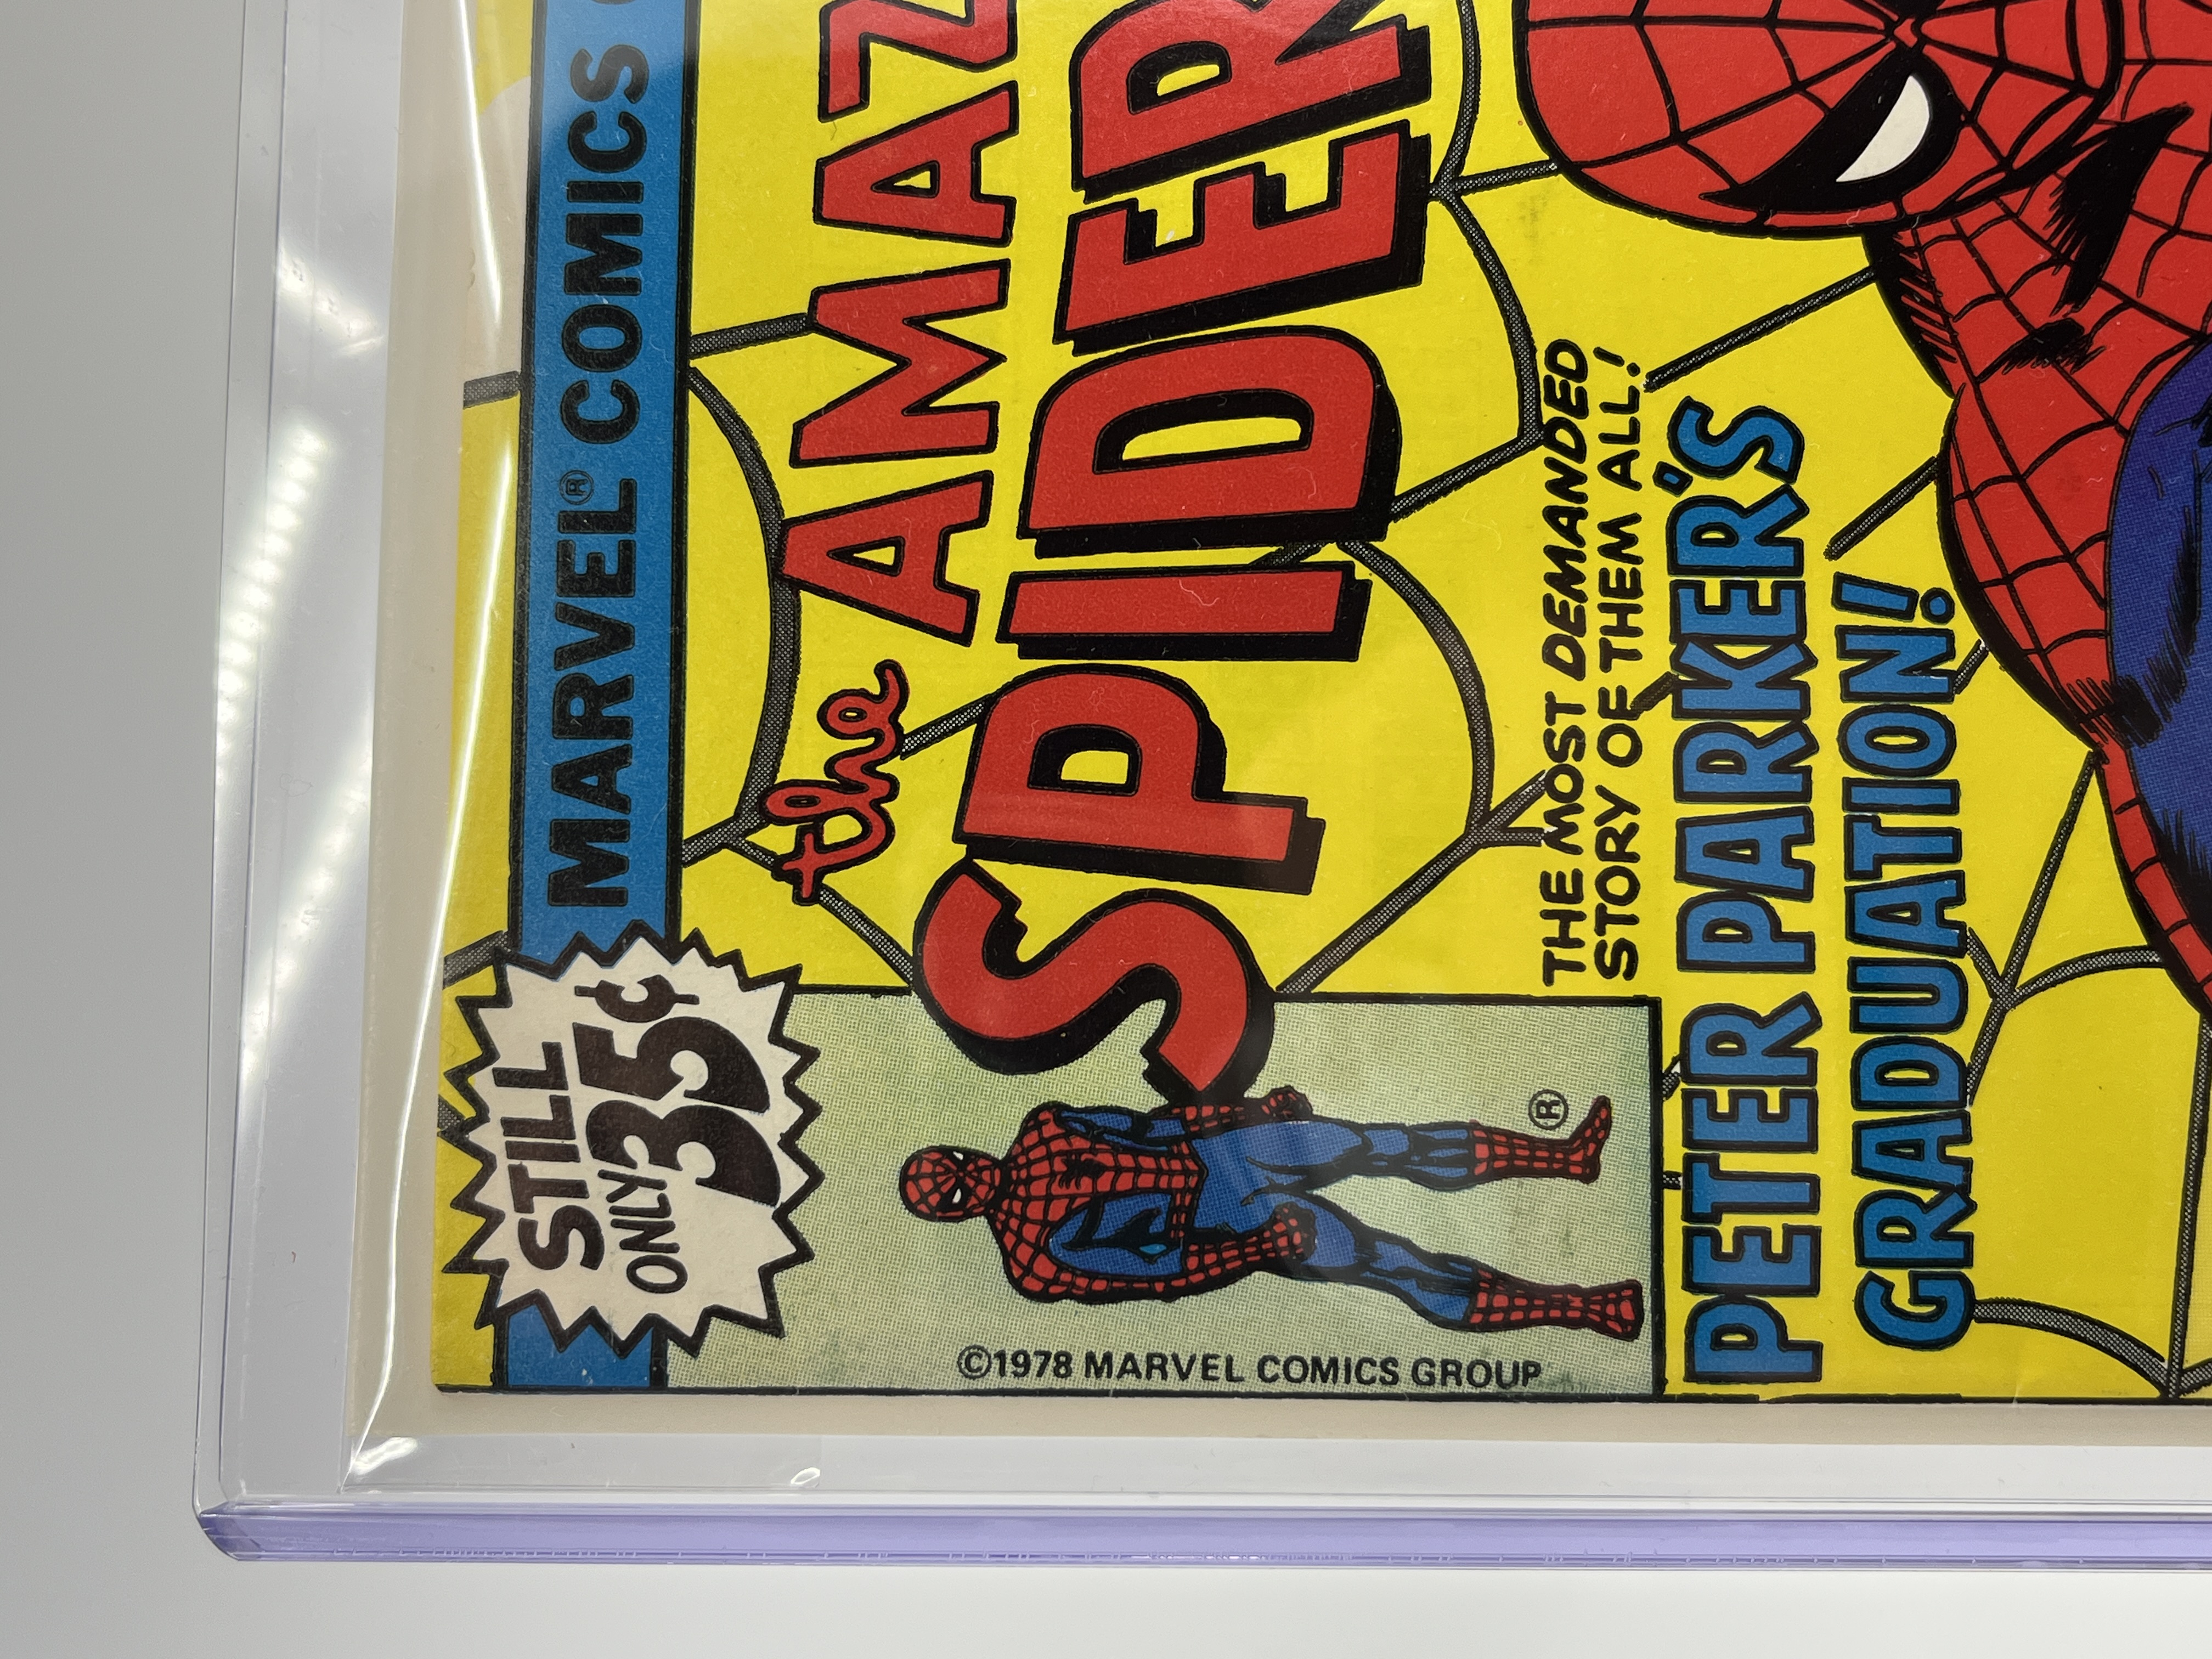 MARVEL® COMICS
STILL
ONLY 35¢
the AMAZ
SPIDER
THE MOST DEMANDED
STORY OF THEM ALL!
PETER PARKER'S
GRADUATION!
®
©1978 MARVEL COMICS GROUP